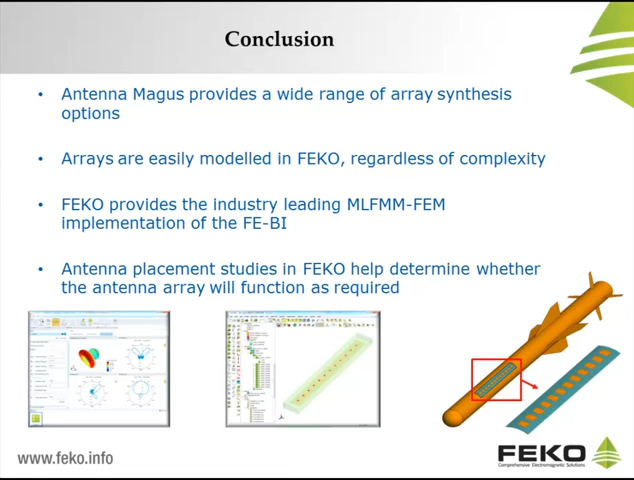 Conclusion
• Antenna Magus provides a wide range of array synthesis
options
• Arrays are easily modelled in FEKO, regardless of complexity
• FEKO provides the industry leading MLFMM-FEM
implementation of the FE-BI
• Antenna placement studies in FEKO help determine whether
the antenna array will function as required
www.feko.info
FEKO
Comprehensive Electromagnetic Solutions